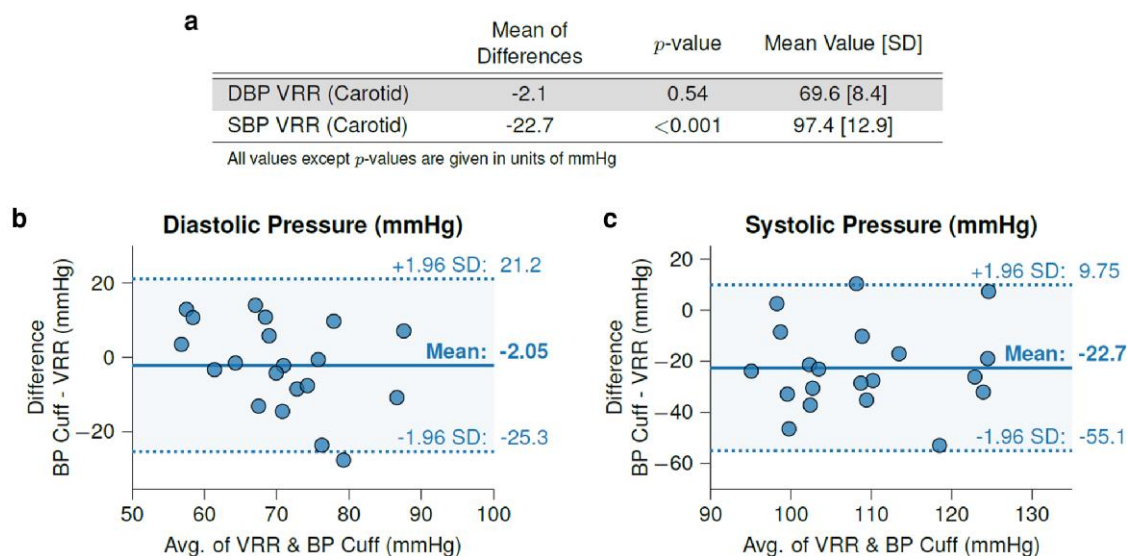 a
Mean of Differences p-value Mean Value [SD]
DBP VRR (Carotid) -2.1 0.54 69.6 [8.4]
SBP VRR (Carotid) -22.7 <0.001 97.4 [12.9]
All values except p-values are given in units of mmHg
b
Diastolic Pressure (mmHg)
Difference
BP Cuff - VRR (mmHg)
20
0
−20
+1.96 SD: 21.2
Mean: -2.05
-1.96 SD: -25.3
50 60 70 80 90 100
Avg. of VRR & BP Cuff (mmHg)
c
Systolic Pressure (mmHg)
Difference
BP Cuff - VRR (mmHg)
20
0
−20
−40
−60
+1.96 SD: 9.75
Mean: -22.7
-1.96 SD: -55.1
90 100 110 120 130
Avg. of VRR & BP Cuff (mmHg)